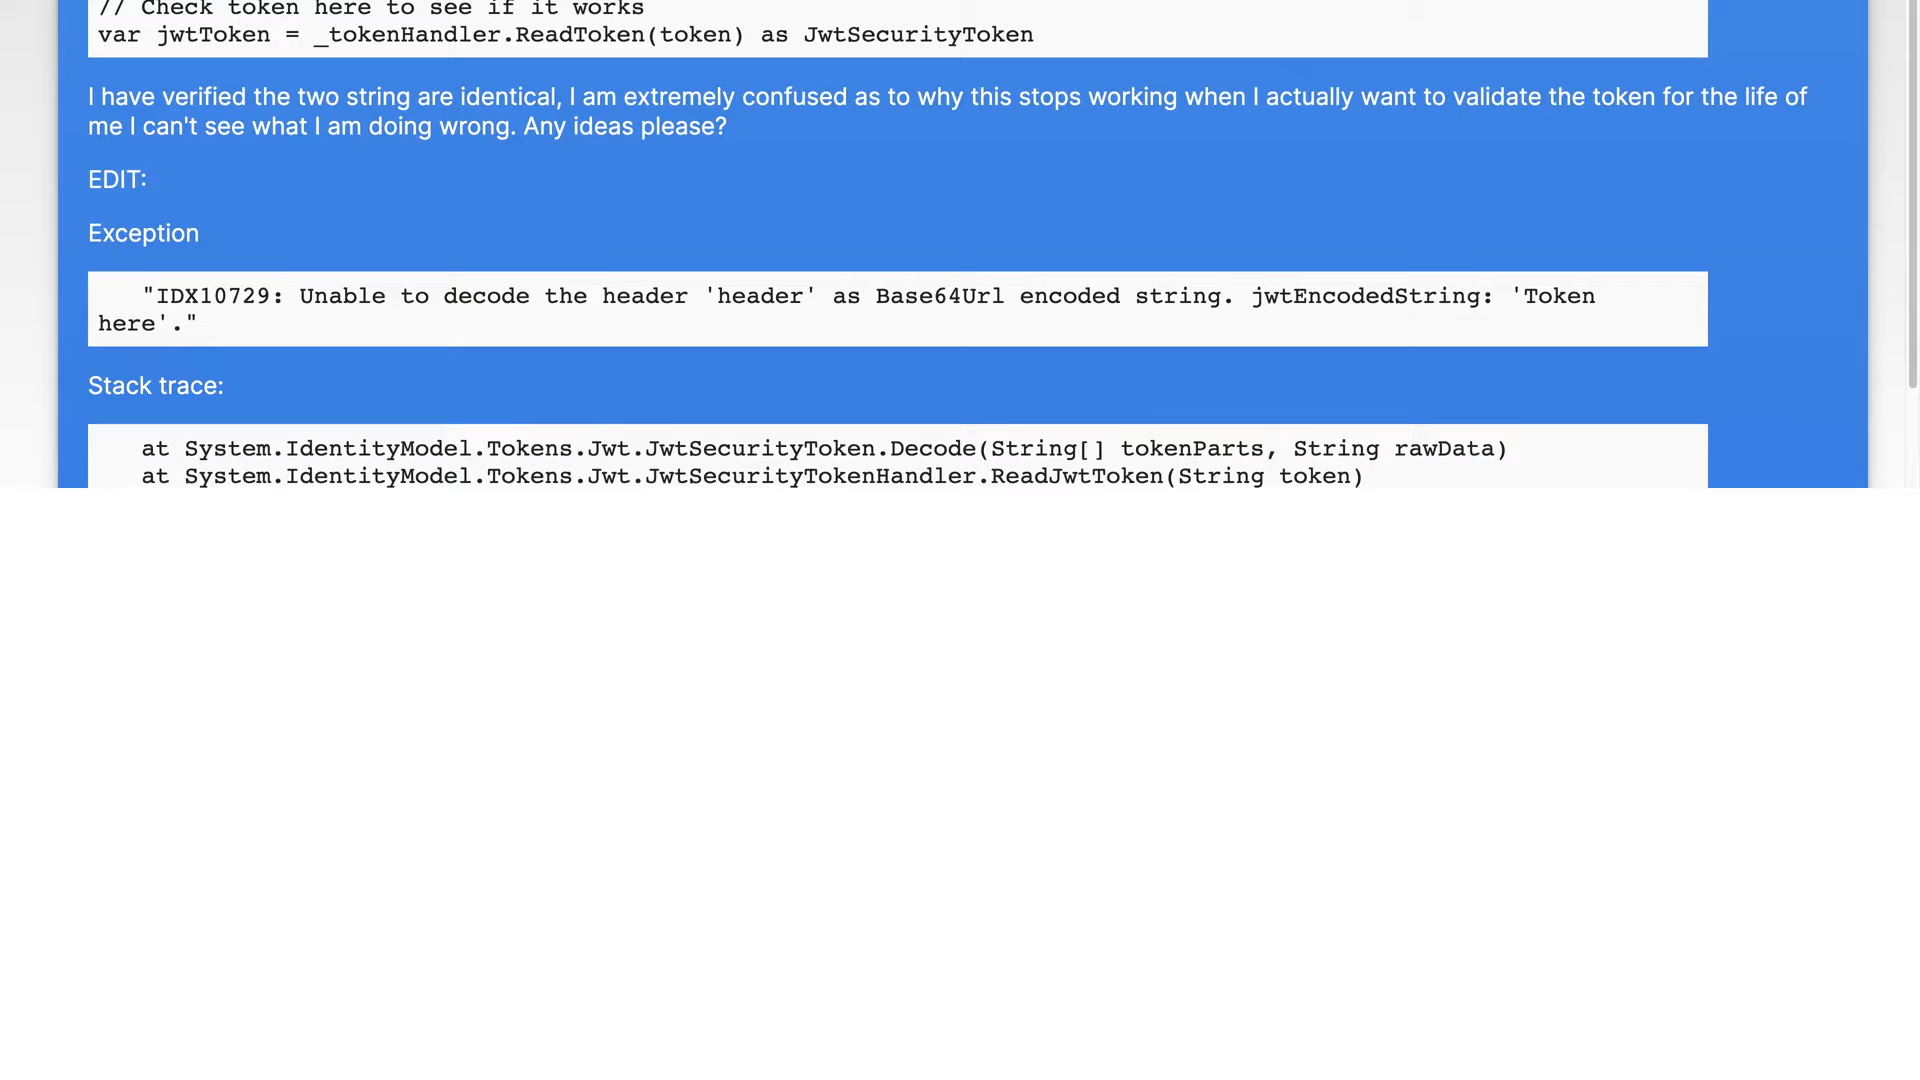 // Check token here to see if it works
var jwtToken = _tokenHandler.ReadToken(token) as JwtSecurityToken
I have verified the two string are identical, I am extremely confused as to why this stops working when I actually want to validate the token for the life of
me I can't see what I am doing wrong. Any ideas please?
EDIT:
Exception
"IDX10729: Unable to decode the header 'header' as Base64Url encoded string. jwtEncodedString: 'Token
here'."
Stack trace:
at System.IdentityModel.Tokens.Jwt.JwtSecurityToken.Decode(String[] tokenParts, String rawData)
at System.IdentityModel.Tokens.Jwt.JwtSecurityTokenHandler.ReadJwtToken(String token)